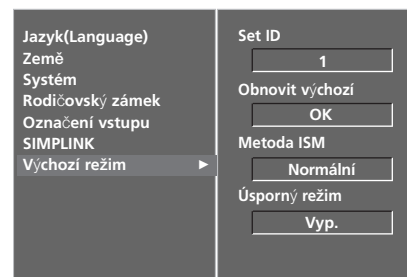 Jazyk(Language)
Země
Systém
Rodičovský zámek
Označení vstupu
SIMPLINK
Výchozí režim ►
Set ID
1
Obnovit výchozí
OK
Metoda ISM
Normální
Úsporný režim
Vyp.